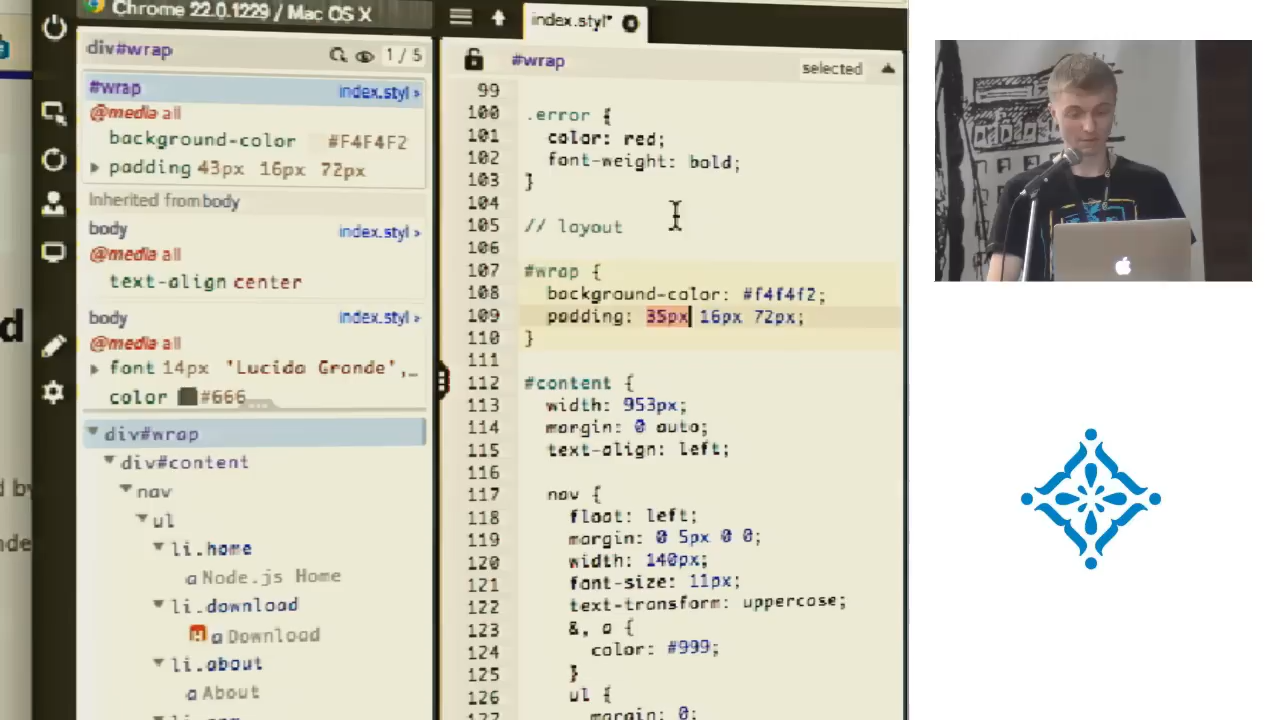 Chrome 22.0.1229 / Mac OS X
div#wrap
1 / 5
#wrap index.styl >
@media all
background-color #F4F4F2
padding 43px 16px 72px
Inherited from body
body index.styl >
@media all
text-align center
body index.styl >
@media all
font 14px 'Lucida Grande',…
color #666
div#wrap
div#content
nav
ul
li.home
a Node.js Home
li.download
a Download
li.about
a About
index.styl*
#wrap selected
99
100 .error {
101 color: red;
102 font-weight: bold;
103 }
104
105 // layout
106
107 #wrap {
108 background-color: #f4f4f2;
109 padding: 35px 16px 72px;
110 }
111
112 #content {
113 width: 953px;
114 margin: 0 auto;
115 text-align: left;
116
117 nav {
118 float: left;
119 margin: 0 5px 0 0;
120 width: 140px;
121 font-size: 11px;
122 text-transform: uppercase;
123 &, a {
124 color: #999;
125 }
126 ul {
127 margin: 0;